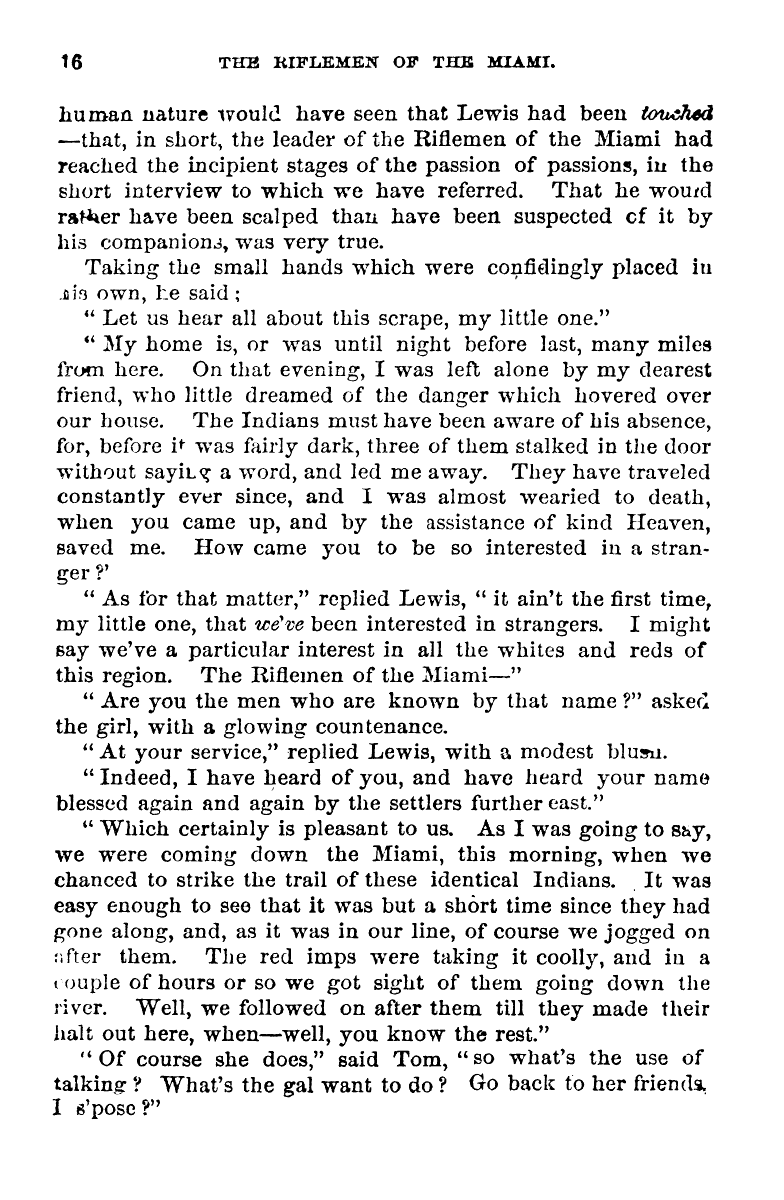 16 THE RIFLEMEN OF THE MIAMI.
human nature would have seen that Lewis had been touched
—that, in short, the leader of the Riflemen of the Miami had
reached the incipient stages of the passion of passions, in the
short interview to which we have referred. That he would
rather have been scalped than have been suspected of it by
his companions, was very true.
Taking the small hands which were confidingly placed in
his own, he said;
“ Let us hear all about this scrape, my little one.”
“ My home is, or was until night before last, many miles
from here. On that evening, I was left alone by my dearest
friend, who little dreamed of the danger which hovered over
our house. The Indians must have been aware of his absence,
for, before it was fairly dark, three of them stalked in the door
without saying a word, and led me away. They have traveled
constantly ever since, and I was almost wearied to death,
when you came up, and by the assistance of kind Heaven,
saved me. How came you to be so interested in a stran-
ger ?’
“ As for that matter,” replied Lewis, “ it ain’t the first time,
my little one, that we’ve been interested in strangers. I might
say we’ve a particular interest in all the whites and reds of
this region. The Riflemen of the Miami—”
“ Are you the men who are known by that name ?” asked
the girl, with a glowing countenance.
“ At your service,” replied Lewis, with a modest blush.
“ Indeed, I have heard of you, and have heard your name
blessed again and again by the settlers further east.”
“ Which certainly is pleasant to us. As I was going to say,
we were coming down the Miami, this morning, when we
chanced to strike the trail of these identical Indians. It was
easy enough to see that it was but a short time since they had
gone along, and, as it was in our line, of course we jogged on
after them. The red imps were taking it coolly, and in a
couple of hours or so we got sight of them going down the
river. Well, we followed on after them till they made their
halt out here, when—well, you know the rest.”
“ Of course she does,” said Tom, “ so what’s the use of
talking ? What’s the gal want to do ? Go back to her friends,
I s’pose ?”